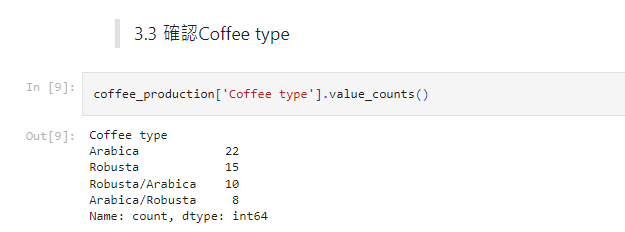 3.3 確認Coffee type
In [9]: coffee_production['Coffee type'].value_counts()
Out[9]: Coffee type
Arabica 22
Robusta 15
Robusta/Arabica 10
Arabica/Robusta 8
Name: count, dtype: int64